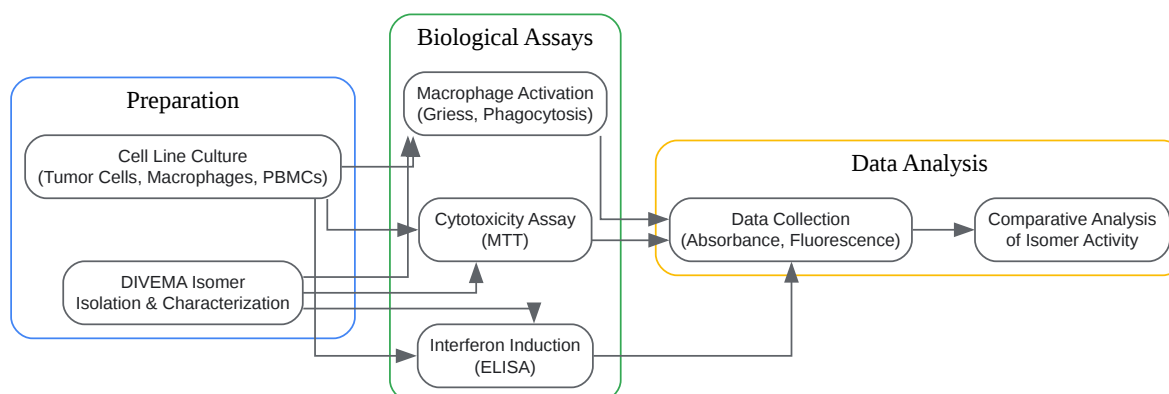 Preparation
Cell Line Culture
(Tumor Cells, Macrophages, PBMCs)
DIVEMA Isomer
Isolation & Characterization
Biological Assays
Macrophage Activation
(Griess, Phagocytosis)
Cytotoxicity Assay
(MTT)
Interferon Induction
(ELISA)
Data Analysis
Data Collection
(Absorbance, Fluorescence)
Comparative Analysis
of Isomer Activity